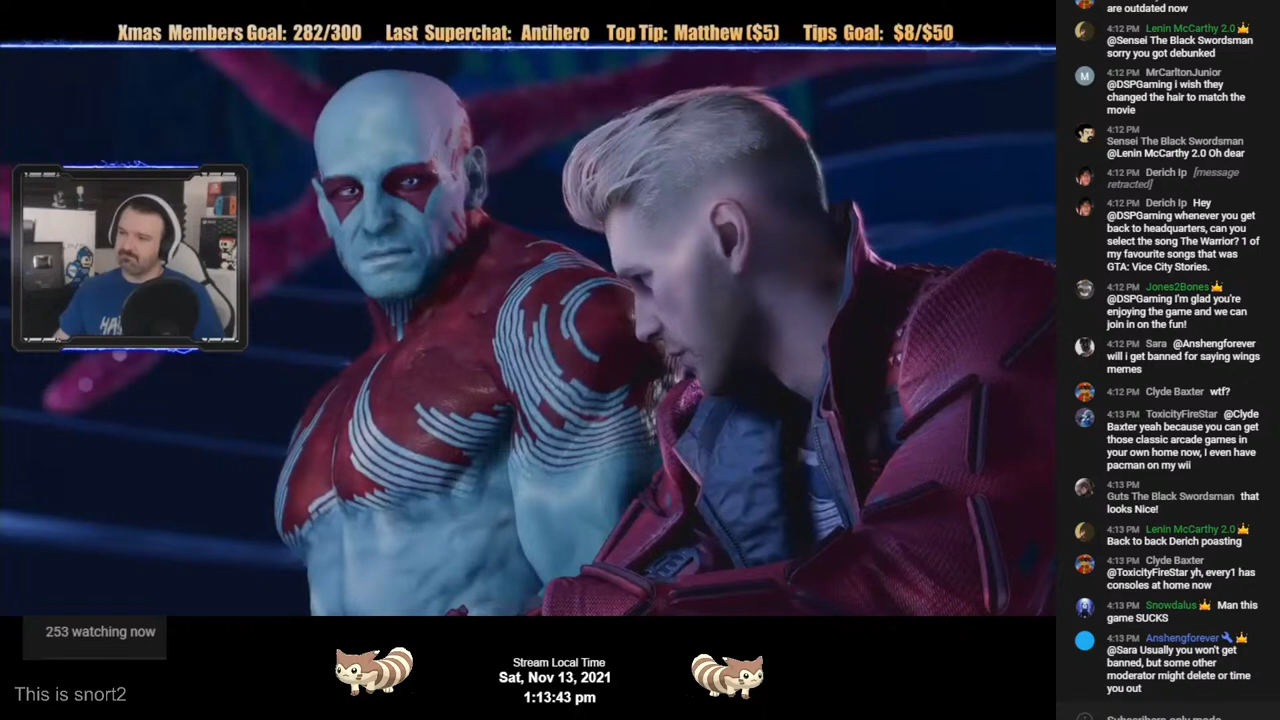 Xmas Members Goal: 282/300 Last Superchat: Antihero Top Tip: Matthew ($5) Tips Goal: $8/$50
are outdated now
4:12 PM Lenin McCarthy 2.0
@Sensei The Black Swordsman
sorry you got debunked
M
4:12 PM MrCarltonJunior
@DSPGaming i wish they
changed the hair to match the
movie
4:12 PM
Sensei The Black Swordsman
@Lenin McCarthy 2.0 Oh dear
4:12 PM Derich Ip [message
retracted]
4:12 PM Derich Ip Hey
@DSPGaming whenever you get
back to headquarters, can you
select the song The Warrior? 1 of
my favourite songs that was
GTA: Vice City Stories.
4:12 PM Jones2Bones
@DSPGaming I'm glad you're
enjoying the game and we can
join in on the fun!
4:12 PM Sara @Anshengforever
will i get banned for saying wings
memes
4:12 PM Clyde Baxter wtf?
4:13 PM ToxicityFireStar @Clyde
Baxter yeah because you can get
those classic arcade games in
your own home now, I even have
pacman on my wii
4:13 PM
Guts The Black Swordsman that
looks Nice!
4:13 PM Lenin McCarthy 2.0
Back to back Derich poasting
4:13 PM Clyde Baxter
@ToxicityFireStar yh, every1 has
consoles at home now
4:13 PM Snowdalus Man this
game SUCKS
4:13 PM Anshengforever
@Sara Usually you won't get
banned, but some other
moderator might delete or time
you out
Subscribers-only mode
253 watching now
This is snort2
Stream Local Time
Sat, Nov 13, 2021
1:13:43 pm